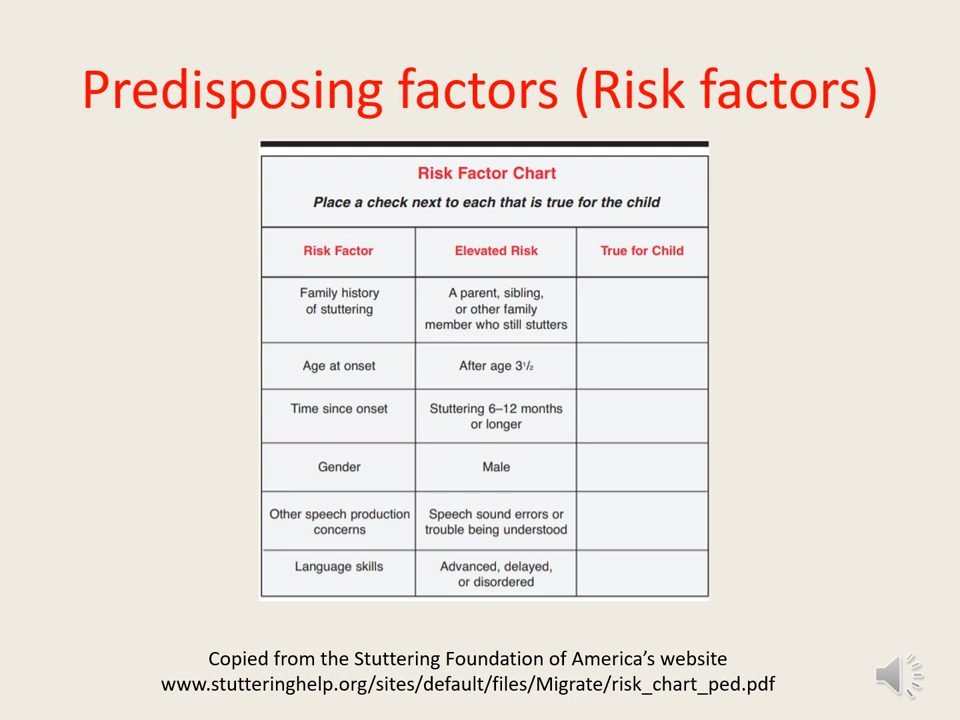 Predisposing factors (Risk factors)
Risk Factor Chart
Place a check next to each that is true for the child
Risk Factor
Elevated Risk
True for Child
Family history
of stuttering
A parent, sibling,
or other family
member who still stutters
Age at onset
After age 3½
Time since onset
Stuttering 6–12 months
or longer
Gender
Male
Other speech production
concerns
Speech sound errors or
trouble being understood
Language skills
Advanced, delayed,
or disordered
Copied from the Stuttering Foundation of America’s website
www.stutteringhelp.org/sites/default/files/Migrate/risk_chart_ped.pdf